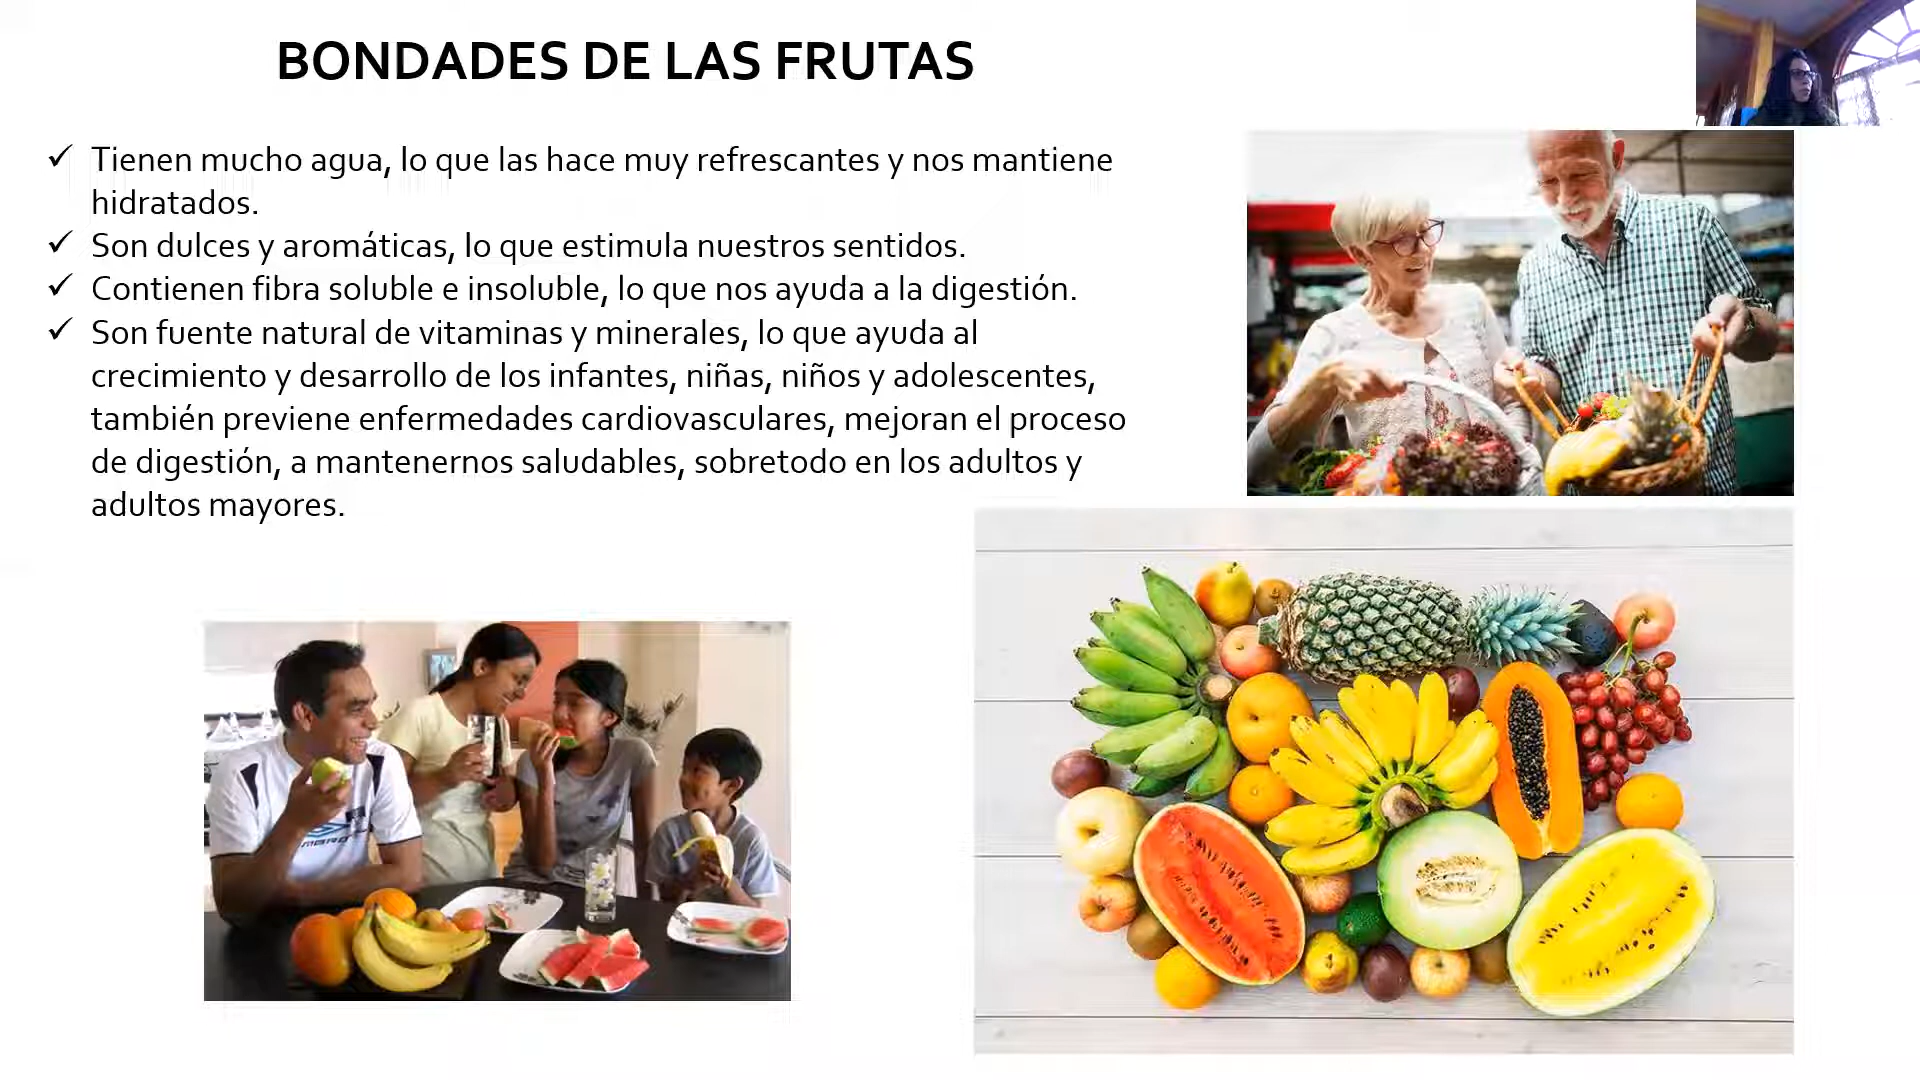 BONDADES DE LAS FRUTAS
✓ Tienen mucho agua, lo que las hace muy refrescantes y nos mantiene
hidratados.
✓ Son dulces y aromáticas, lo que estimula nuestros sentidos.
✓ Contienen fibra soluble e insoluble, lo que nos ayuda a la digestión.
✓ Son fuente natural de vitaminas y minerales, lo que ayuda al
crecimiento y desarrollo de los infantes, niñas, niños y adolescentes,
también previene enfermedades cardiovasculares, mejoran el proceso
de digestión, a mantenernos saludables, sobretodo en los adultos y
adultos mayores.